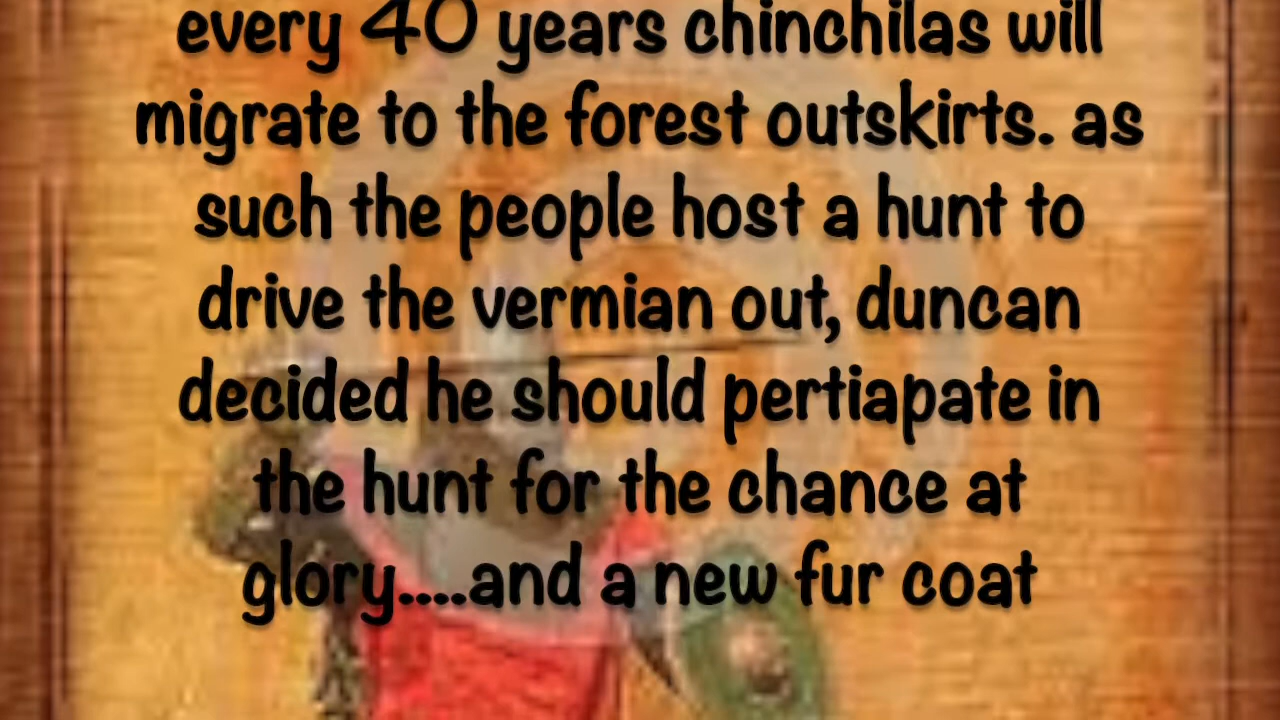 every 40 years chinchilas will
migrate to the forest outskirts. as
such the people host a hunt to
drive the vermian out, duncan
decided he should pertiapate in
the hunt for the chance at
glory....and a new fur coat